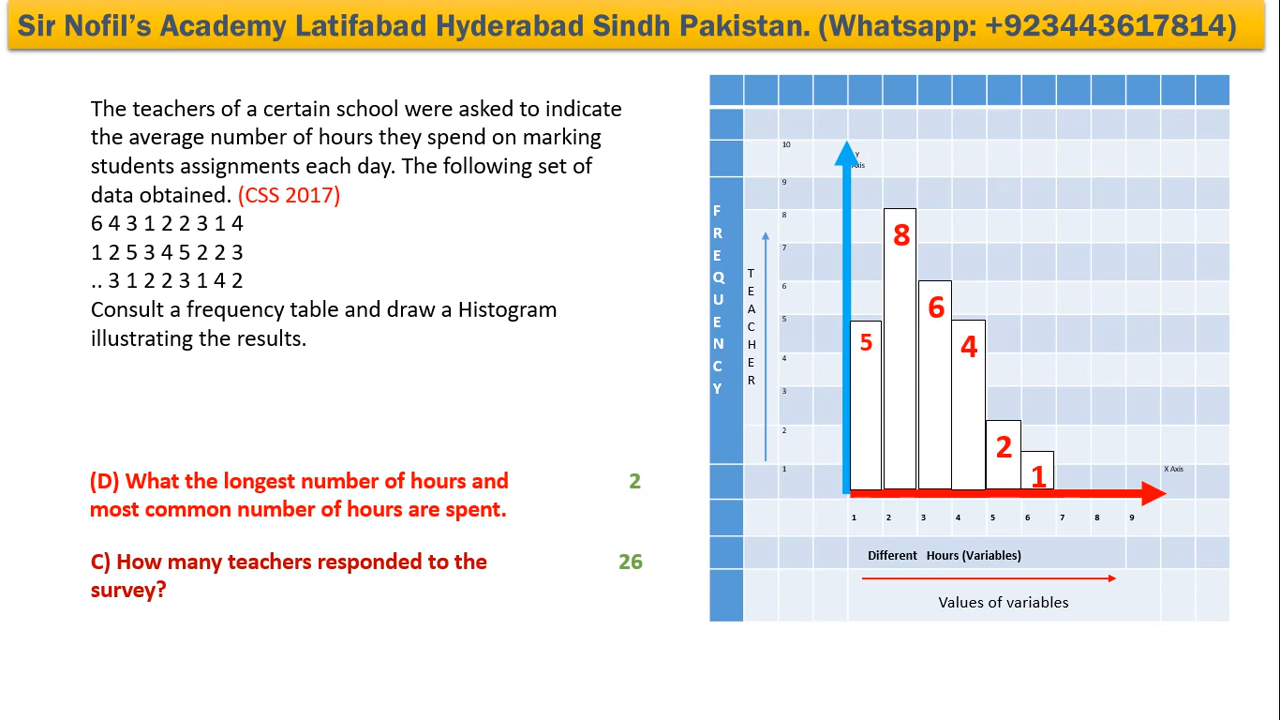 Sir Nofil's Academy Latifabad Hyderabad Sindh Pakistan. (Whatsapp: +923443617814)
The teachers of a certain school were asked to indicate
the average number of hours they spend on marking
students assignments each day. The following set of
data obtained. (CSS 2017)
6 4 3 1 2 2 3 1 4
1 2 5 3 4 5 2 2 3
.. 3 1 2 2 3 1 4 2
Consult a frequency table and draw a Histogram
illustrating the results.
(D) What the longest number of hours and
most common number of hours are spent.
2
C) How many teachers responded to the
survey?
26
FREQUENCY
TEACHER
10
9
8
7
6
5
4
3
2
1
Y
5
8
6
4
2
1
X Axis
1 2 3 4 5 6 7 8 9
Different Hours (Variables)
Values of variables